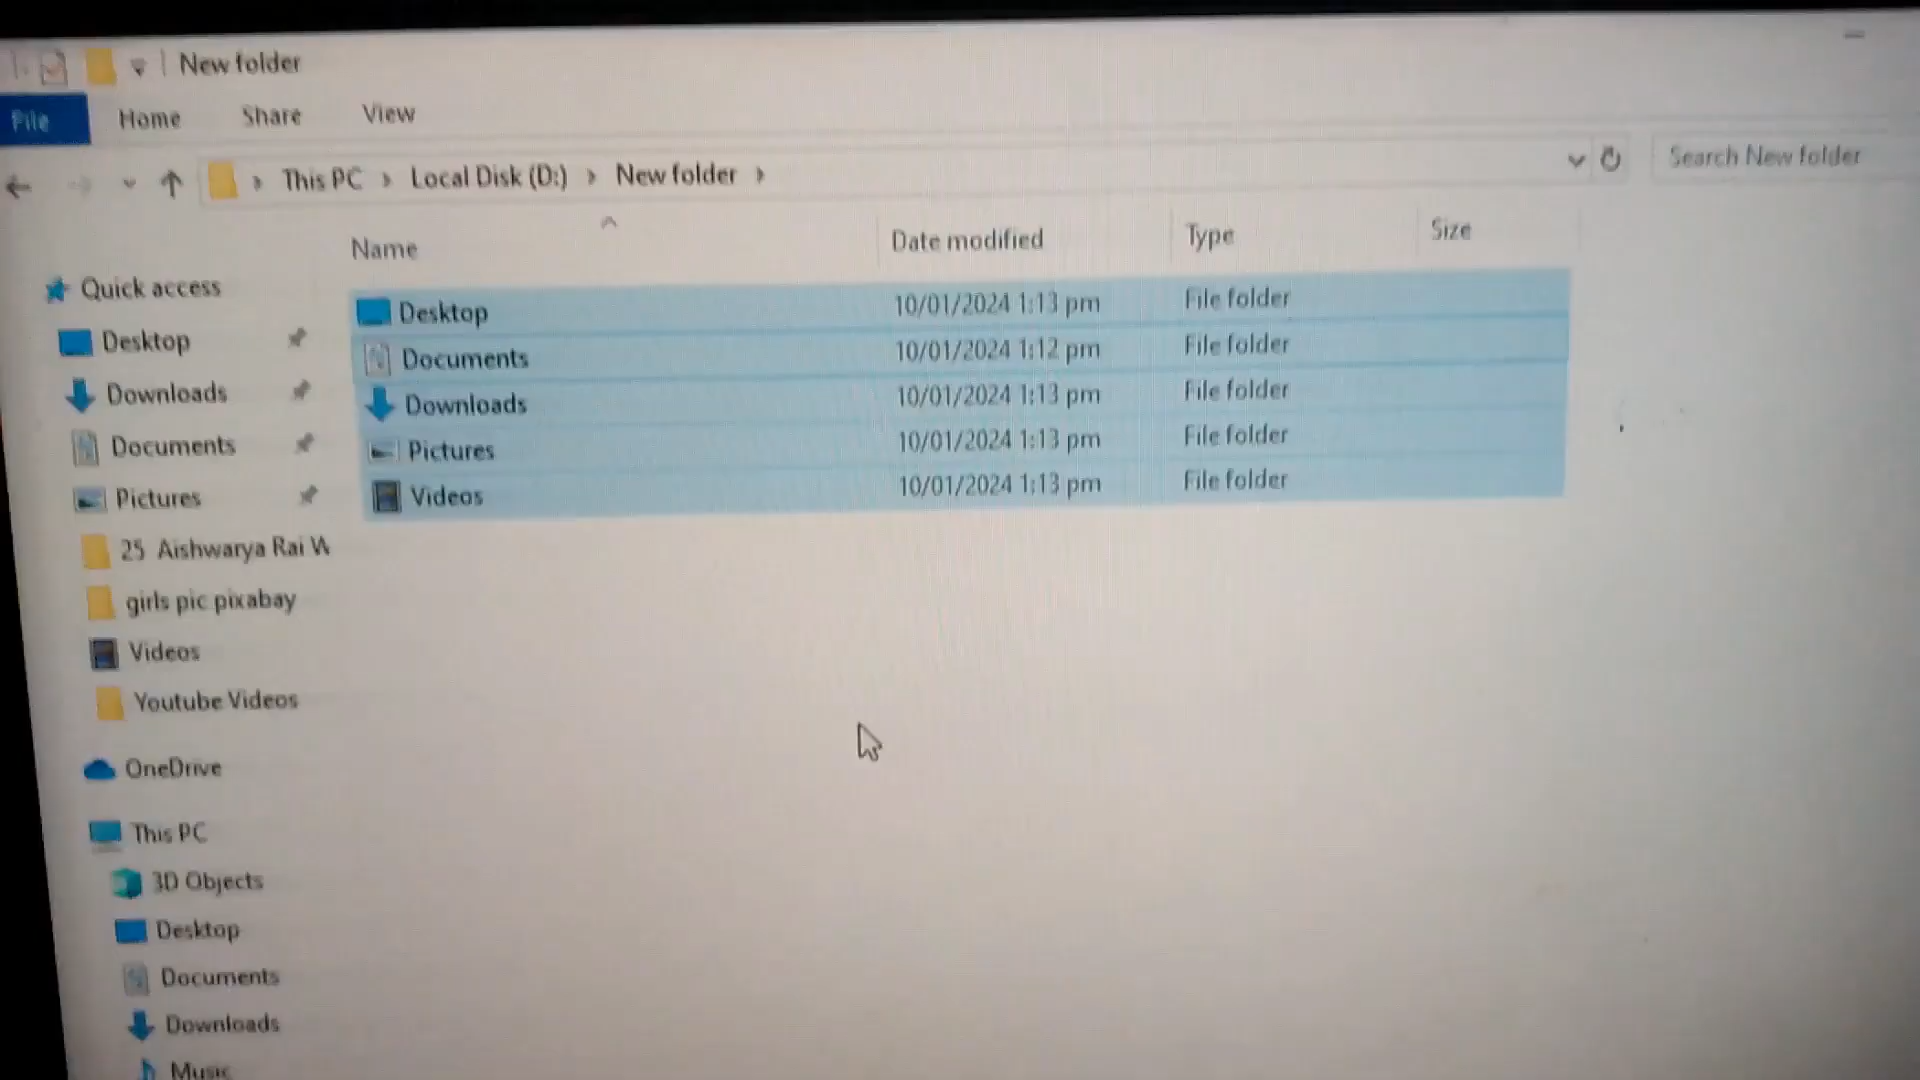 New folder
File Home Share View
This PC > Local Disk (D:) > New folder >
Search New folder
Name Date modified Type Size
Quick access
Desktop
Downloads
Documents
Pictures
25 Aishwarya Rai W
girls pic pixabay
Videos
Youtube Videos
OneDrive
This PC
3D Objects
Desktop
Documents
Downloads
Music
Desktop 10/01/2024 1:13 pm File folder
Documents 10/01/2024 1:12 pm File folder
Downloads 10/01/2024 1:13 pm File folder
Pictures 10/01/2024 1:13 pm File folder
Videos 10/01/2024 1:13 pm File folder